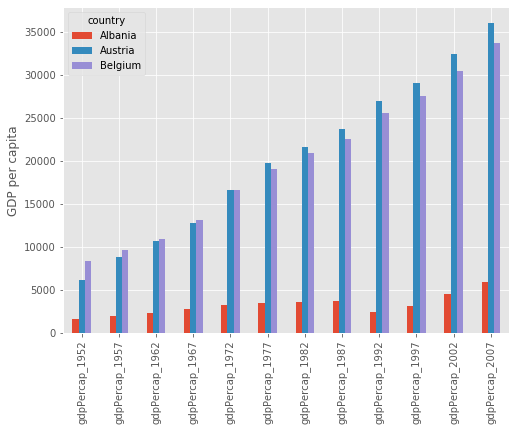 country
Albania
Austria
Belgium
GDP per capita
35000
30000
25000
20000
15000
10000
5000
0
gdpPercap_1952
gdpPercap_1957
gdpPercap_1962
gdpPercap_1967
gdpPercap_1972
gdpPercap_1977
gdpPercap_1982
gdpPercap_1987
gdpPercap_1992
gdpPercap_1997
gdpPercap_2002
gdpPercap_2007